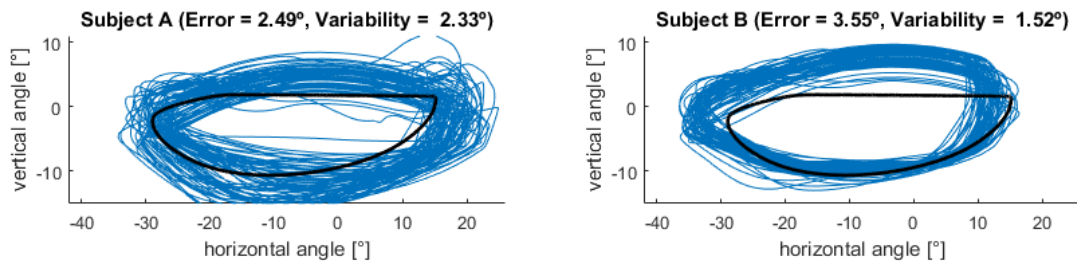 Subject A (Error = 2.49º, Variability =  2.33º)
10
0
-10
vertical angle [°]
-40 -30 -20 -10 0 10 20
horizontal angle [°]
Subject B (Error = 3.55º, Variability =  1.52º)
10
0
-10
vertical angle [°]
-40 -30 -20 -10 0 10 20
horizontal angle [°]